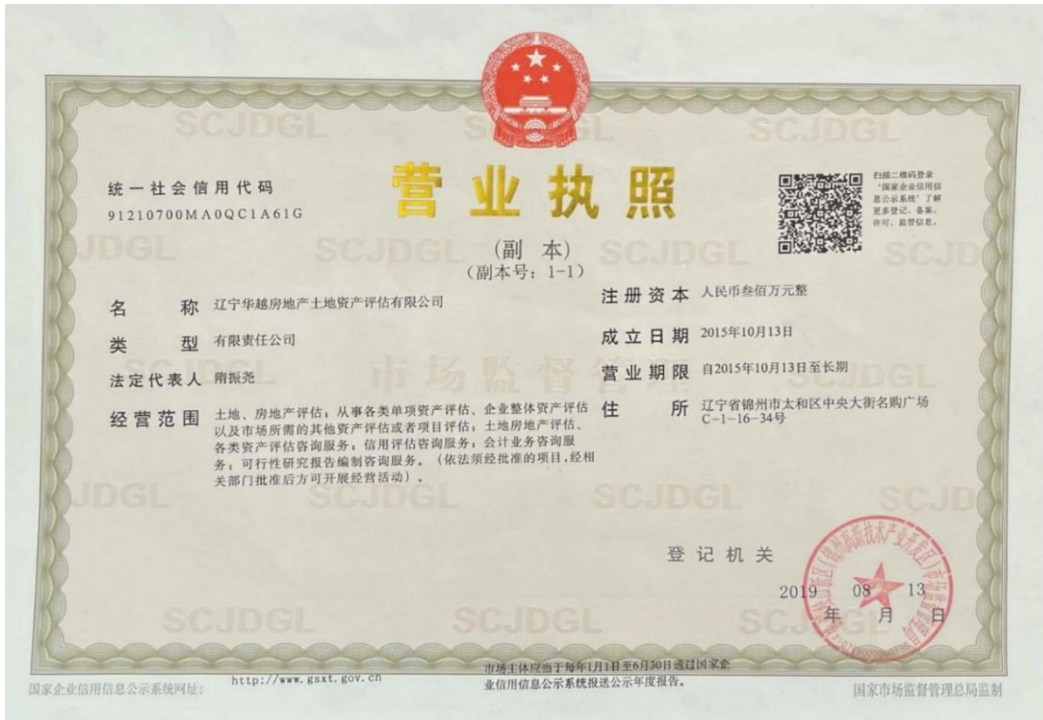 统一社会信用代码
91210700MA0QC1A61G
营业执照
(副 本)
(副本号：1-1)
扫描二维码登录
‘国家企业信用信
息公示系统’了解
更多登记、备案、
许可、监管信息。
名 称 辽宁华越房地产土地资产评估有限公司
类 型 有限责任公司
法定代表人 隋振尧
经营范围 土地、房地产评估；从事各类单项资产评估、企业整体资产评估
以及市场所需的其他资产评估或者项目评估；土地房地产评估、
各类资产评估咨询服务；信用评估咨询服务；会计业务咨询服
务；可行性研究报告编制咨询服务。（依法须经批准的项目,经相
关部门批准后方可开展经营活动）。
注册资本 人民币叁佰万元整
成立日期 2015年10月13日
营业期限 自2015年10月13日至长期
住 所 辽宁省锦州市太和区中央大街名购广场
C-1-16-34号
登记机关
2019 08 13
年 月 日
国家企业信用信息公示系统网址：
http://www.gsxt.gov.cn
市场主体应当于每年1月1日至6月30日通过国家企
业信用信息公示系统报送公示年度报告。
国家市场监督管理总局监制
SCJDGL
市场监督管理